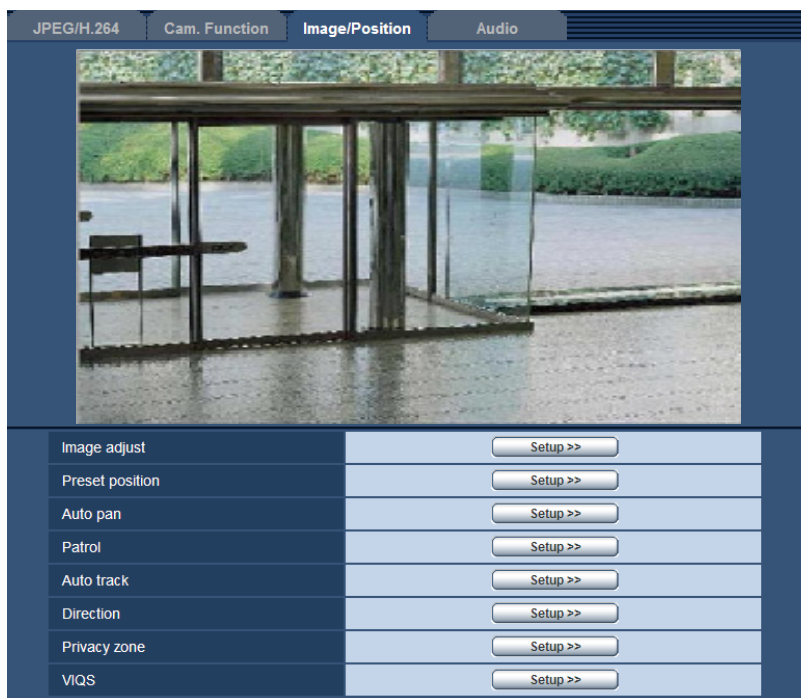 JPEG/H.264 Cam. Function Image/Position Audio
Image adjust Setup >>
Preset position Setup >>
Auto pan Setup >>
Patrol Setup >>
Auto track Setup >>
Direction Setup >>
Privacy zone Setup >>
VIQS Setup >>